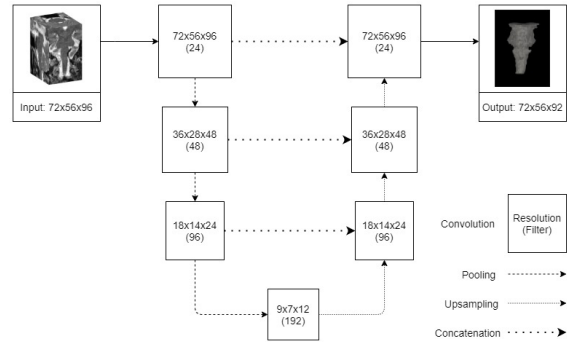 72x56x96
(24)
72x56x96
(24)
Input: 72x56x96
Output: 72x56x92
36x28x48
(48)
36x28x48
(48)
18x14x24
(96)
18x14x24
(96)
Convolution
Resolution
(Filter)
Pooling
9x7x12
(192)
Upsampling
Concatenation